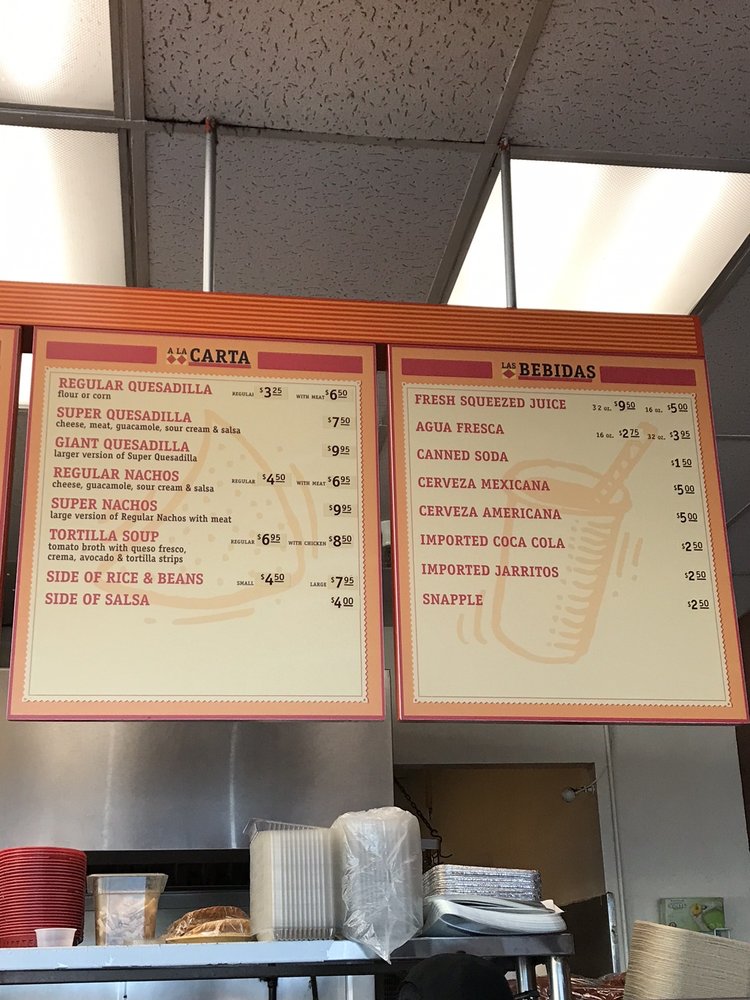 A LA CARTA
REGULAR QUESADILLA REGULAR $3.25 WITH MEAT $6.50
flour or corn
SUPER QUESADILLA $7.50
cheese, meat, guacamole, sour cream & salsa
GIANT QUESADILLA $9.95
larger version of Super Quesadilla
REGULAR NACHOS REGULAR $4.50 WITH MEAT $6.95
cheese, guacamole, sour cream & salsa
SUPER NACHOS $9.95
large version of Regular Nachos with meat
TORTILLA SOUP REGULAR $6.95 WITH CHICKEN $8.50
tomato broth with queso fresco,
crema, avocado & tortilla strips
SIDE OF RICE & BEANS SMALL $4.50 LARGE $7.95
SIDE OF SALSA $4.00
LAS BEBIDAS
FRESH SQUEEZED JUICE 32 oz. $9.50 16 oz. $5.00
AGUA FRESCA 16 oz. $2.75 32 oz. $3.95
CANNED SODA $1.50
CERVEZA MEXICANA $5.00
CERVEZA AMERICANA $5.00
IMPORTED COCA COLA $2.50
IMPORTED JARRITOS $2.50
SNAPPLE $2.50